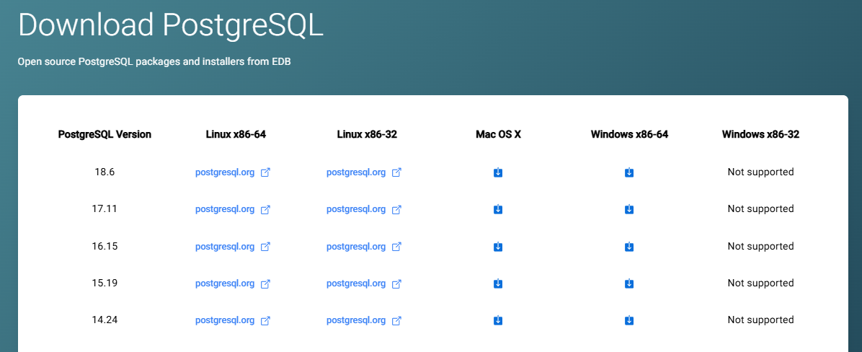 Download PostgreSQL
Open source PostgreSQL packages and installers from EDB
PostgreSQL Version Linux x86-64 Linux x86-32 Mac OS X Windows x86-64 Windows x86-32
18.6 postgresql.org postgresql.org Not supported
17.11 postgresql.org postgresql.org Not supported
16.15 postgresql.org postgresql.org Not supported
15.19 postgresql.org postgresql.org Not supported
14.24 postgresql.org postgresql.org Not supported